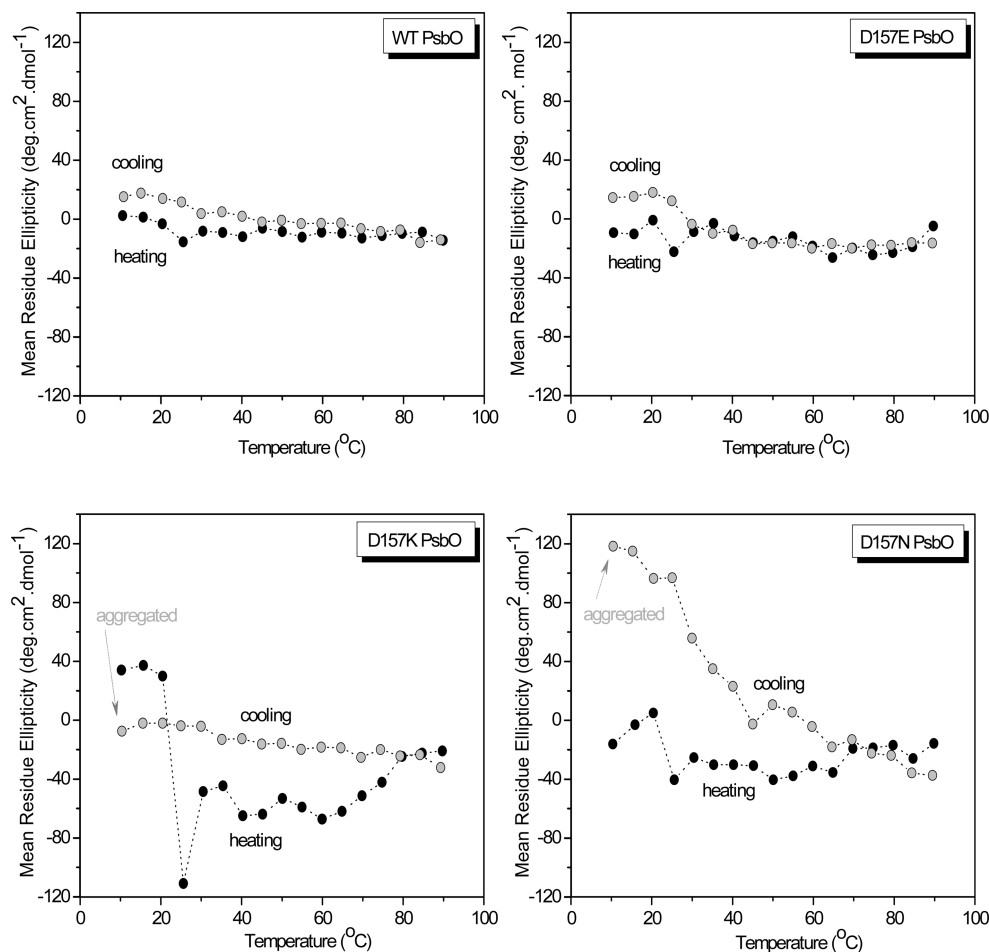 WT PsbO
Mean Residue Ellipticity (deg.cm2.dmol-1)
120
80
40
0
-40
-80
-120
cooling
heating
0 20 40 60 80 100
Temperature (oC)
D157E PsbO
Mean Residue Ellipticity (deg. cm2. mol-1)
120
80
40
0
-40
-80
-120
cooling
heating
0 20 40 60 80 100
Temperature (oC)
D157K PsbO
Mean Residue Ellipticity (deg.cm2.dmol-1)
120
80
40
0
-40
-80
-120
aggregated
cooling
heating
0 20 40 60 80 100
Temperature (oC)
D157N PsbO
Mean Residue Ellipticity (deg.cm2.dmol-1)
120
80
40
0
-40
-80
-120
aggregated
cooling
heating
0 20 40 60 80 100
Temperature (oC)